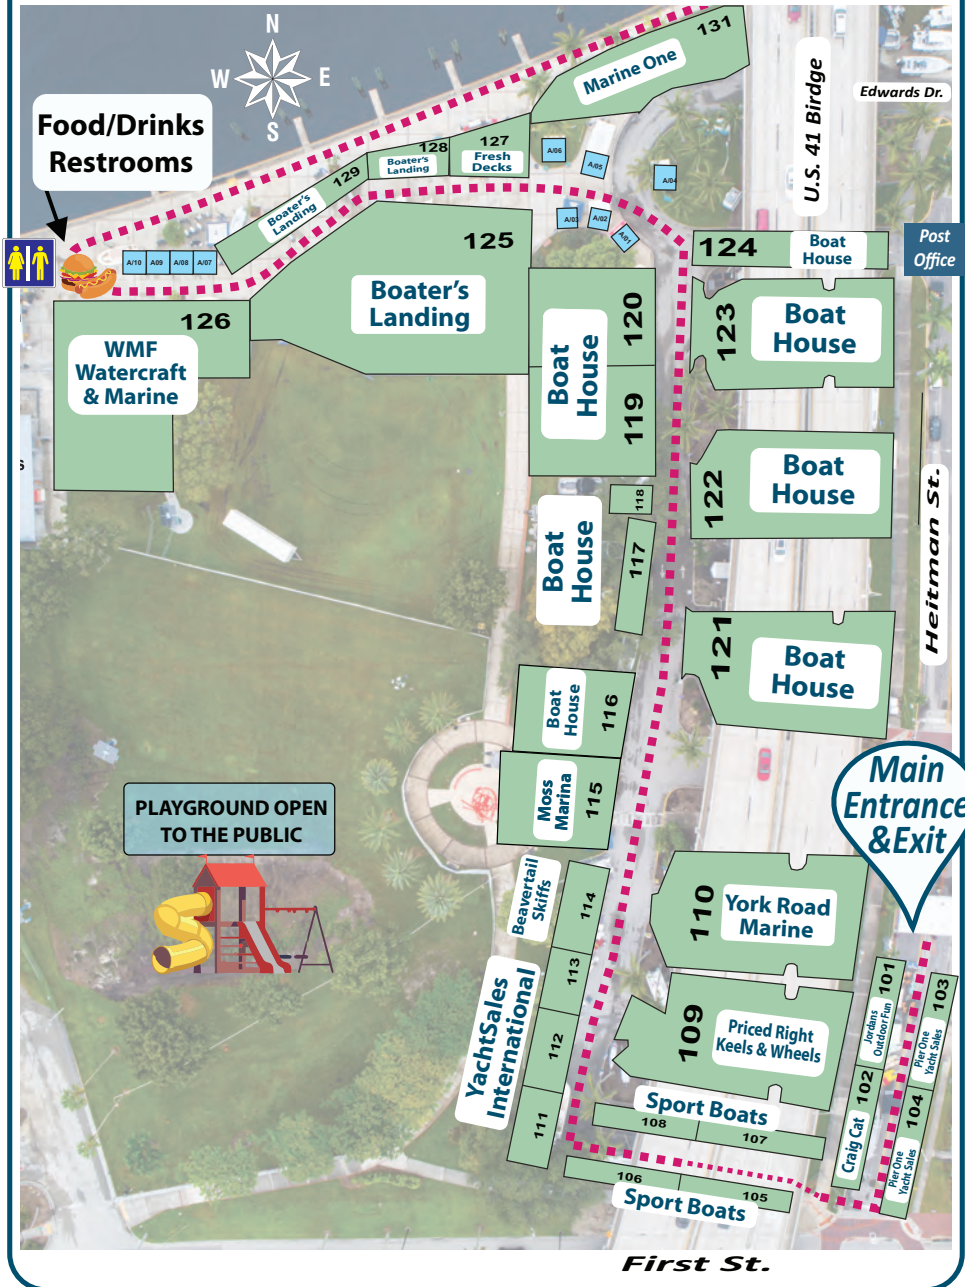 N
W
E
S
131
Marine One
U.S. 41 Birdge
Edwards Dr.
Food/Drinks
Restrooms
127
Fresh
Decks
128
Boater's
Landing
129
Boater's
Landing
A/06
A/05
A/04
A/03
A/02
A/01
A/10
A/09
A/08
A/07
125
Boater's
Landing
124
Boat
House
Post
Office
126
WMF
Watercraft
& Marine
120
119
Boat
House
123
Boat
House
122
Boat
House
118
117
Boat
House
Heitman St.
121
Boat
House
116
Boat
House
115
Moss
Marina
Main
Entrance
&Exit
PLAYGROUND OPEN
TO THE PUBLIC
Beavertail
Skiffs
114
110
York Road
Marine
113
112
111
YachtSales
International
109
Priced Right
Keels & Wheels
101
Jordans
Outdoor Fun
102
Craig Cat
103
Pier One
Yacht Sales
104
Pier One
Yacht Sales
Sport Boats
108
107
106
105
Sport Boats
First St.
S